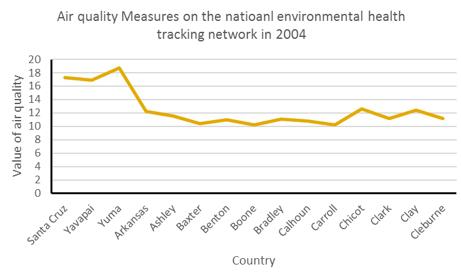 Air quality Measures on the natioanl environmental health
tracking network in 2004
Value of air quality
20
18
16
14
12
10
8
6
4
2
0
Santa Cruz
Yavapai
Yuma
Arkansas
Ashley
Baxter
Benton
Boone
Bradley
Calhoun
Carroll
Chicot
Clark
Clay
Cleburne
Country